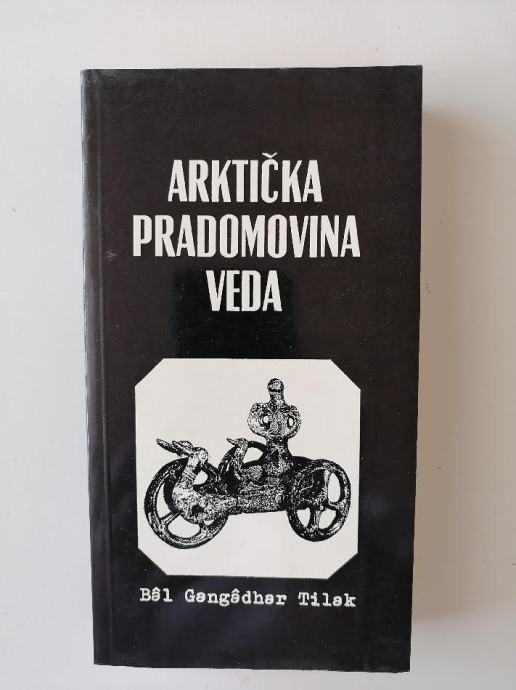 ARKTIČKA
PRADOMOVINA
VEDA
Bâl Gangâdhar Tilak